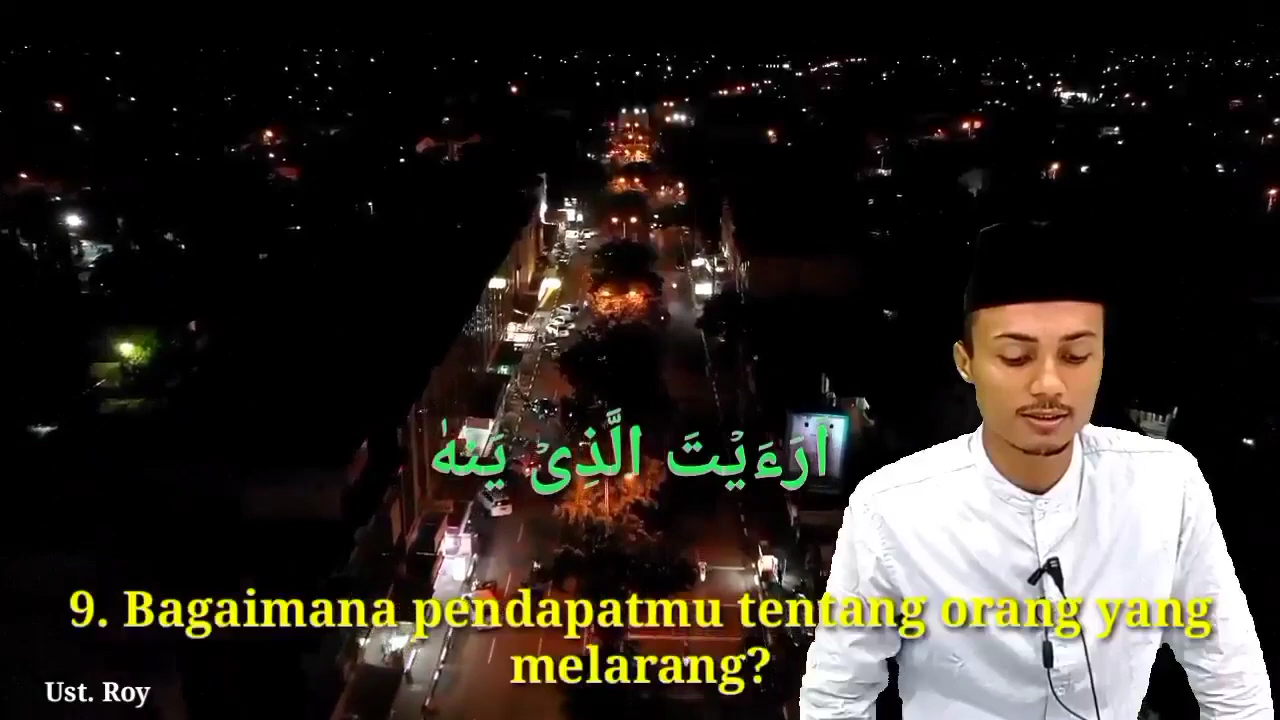 اَرَءَيْتَ الَّذِيْ يَنْهٰى
9. Bagaimana pendapatmu tentang orang yang
melarang?
Ust. Roy